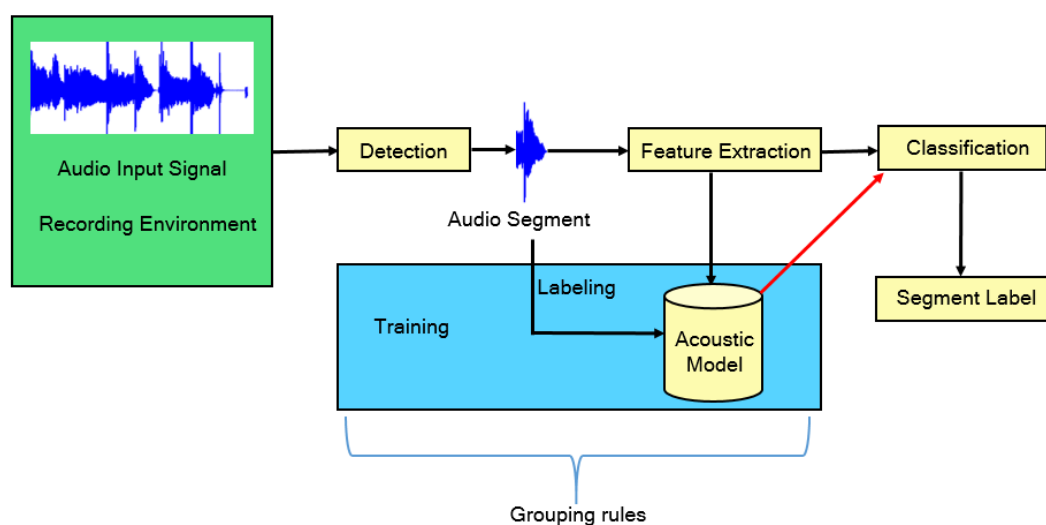 Audio Input Signal
Recording Environment
Detection
Audio Segment
Feature Extraction
Classification
Segment Label
Labeling
Training
Acoustic
Model
Grouping rules